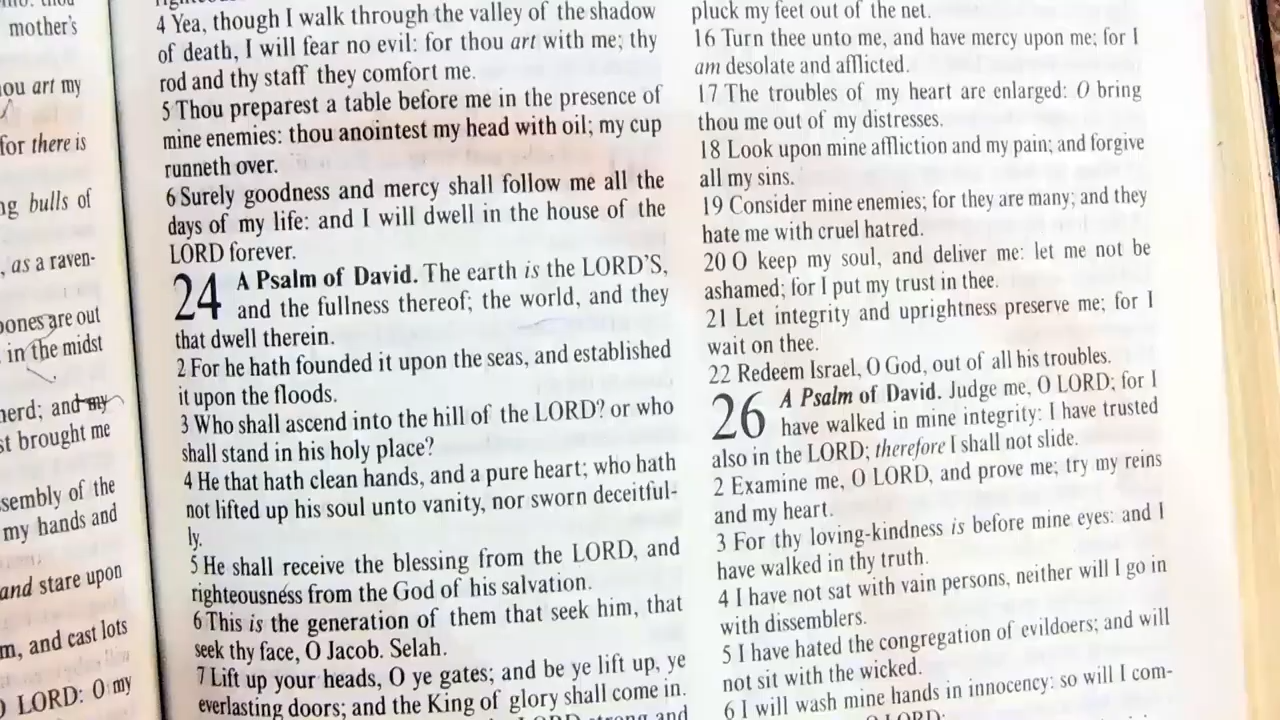 mother's
art my
for there is
bulls of
as a raven-
bones are out
in the midst
and my
brought me
the
my hands and
and stare upon
and cast lots
LORD: O my
4 Yea, though I walk through the valley of the shadow
of death, I will fear no evil: for thou art with me; thy
rod and thy staff they comfort me.
5 Thou preparest a table before me in the presence of
mine enemies: thou anointest my head with oil; my cup
runneth over.
6 Surely goodness and mercy shall follow me all the
days of my life: and I will dwell in the house of the
LORD forever.
24 A Psalm of David. The earth is the LORD'S,
and the fullness thereof; the world, and they
that dwell therein.
2 For he hath founded it upon the seas, and established
it upon the floods.
3 Who shall ascend into the hill of the LORD? or who
shall stand in his holy place?
4 He that hath clean hands, and a pure heart; who hath
not lifted up his soul unto vanity, nor sworn deceitful-
ly.
5 He shall receive the blessing from the LORD, and
righteousness from the God of his salvation.
6 This is the generation of them that seek him, that
seek thy face, O Jacob. Selah.
7 Lift up your heads, O ye gates; and be ye lift up, ye
everlasting doors; and the King of glory shall come in.
LORD strong and
pluck my feet out of the net.
16 Turn thee unto me, and have mercy upon me; for I
am desolate and afflicted.
17 The troubles of my heart are enlarged: O bring
thou me out of my distresses.
18 Look upon mine affliction and my pain; and forgive
all my sins.
19 Consider mine enemies; for they are many; and they
hate me with cruel hatred.
20 O keep my soul, and deliver me: let me not be
ashamed; for I put my trust in thee.
21 Let integrity and uprightness preserve me; for I
wait on thee.
22 Redeem Israel, O God, out of all his troubles.
26 A Psalm of David. Judge me, O LORD; for I
have walked in mine integrity: I have trusted
also in the LORD; therefore I shall not slide.
2 Examine me, O LORD, and prove me; try my reins
and my heart.
3 For thy loving-kindness is before mine eyes: and I
have walked in thy truth.
4 I have not sat with vain persons, neither will I go in
with dissemblers.
5 I have hated the congregation of evildoers; and will
not sit with the wicked.
6 I will wash mine hands in innocency: so will I com-
O LORD: